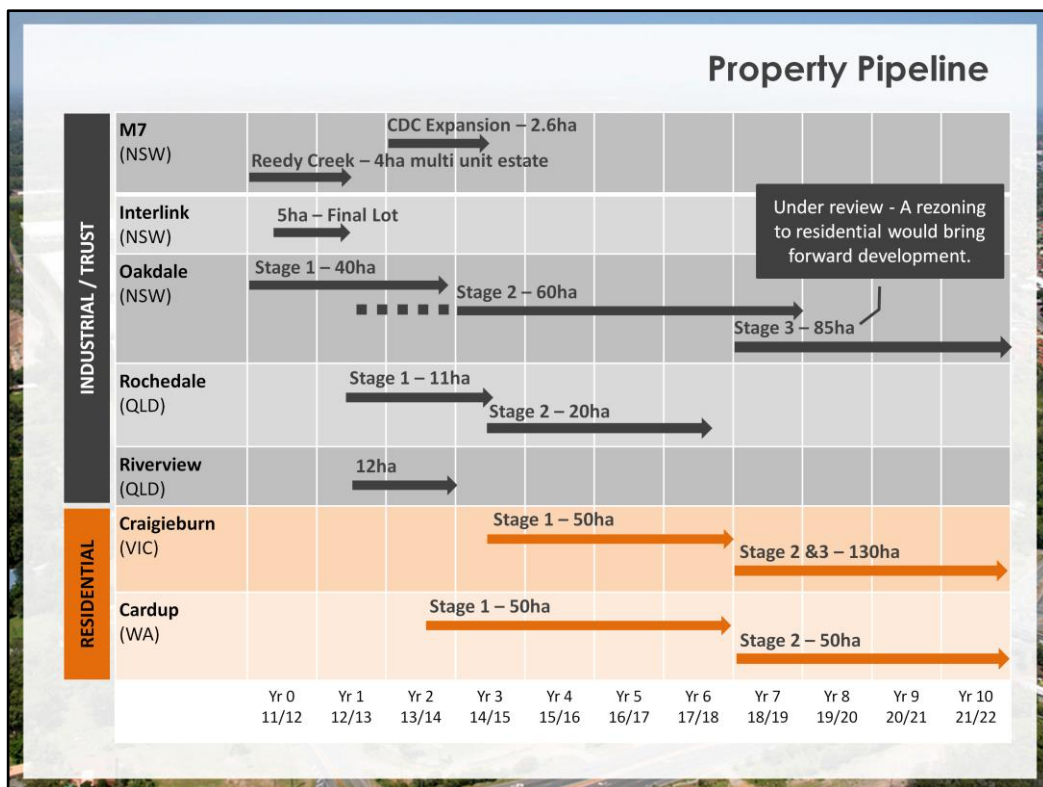 Property Pipeline
INDUSTRIAL / TRUST
M7
(NSW)
CDC Expansion – 2.6ha
Reedy Creek – 4ha multi unit estate
Interlink
(NSW)
5ha – Final Lot
Under review - A rezoning
to residential would bring
forward development.
Oakdale
(NSW)
Stage 1 – 40ha
Stage 2 – 60ha
Stage 3 – 85ha
Rochedale
(QLD)
Stage 1 – 11ha
Stage 2 – 20ha
Riverview
(QLD)
12ha
RESIDENTIAL
Craigieburn
(VIC)
Stage 1 – 50ha
Stage 2 &3 – 130ha
Cardup
(WA)
Stage 1 – 50ha
Stage 2 – 50ha
Yr 0 Yr 1 Yr 2 Yr 3 Yr 4 Yr 5 Yr 6 Yr 7 Yr 8 Yr 9 Yr 10
11/12 12/13 13/14 14/15 15/16 16/17 17/18 18/19 19/20 20/21 21/22